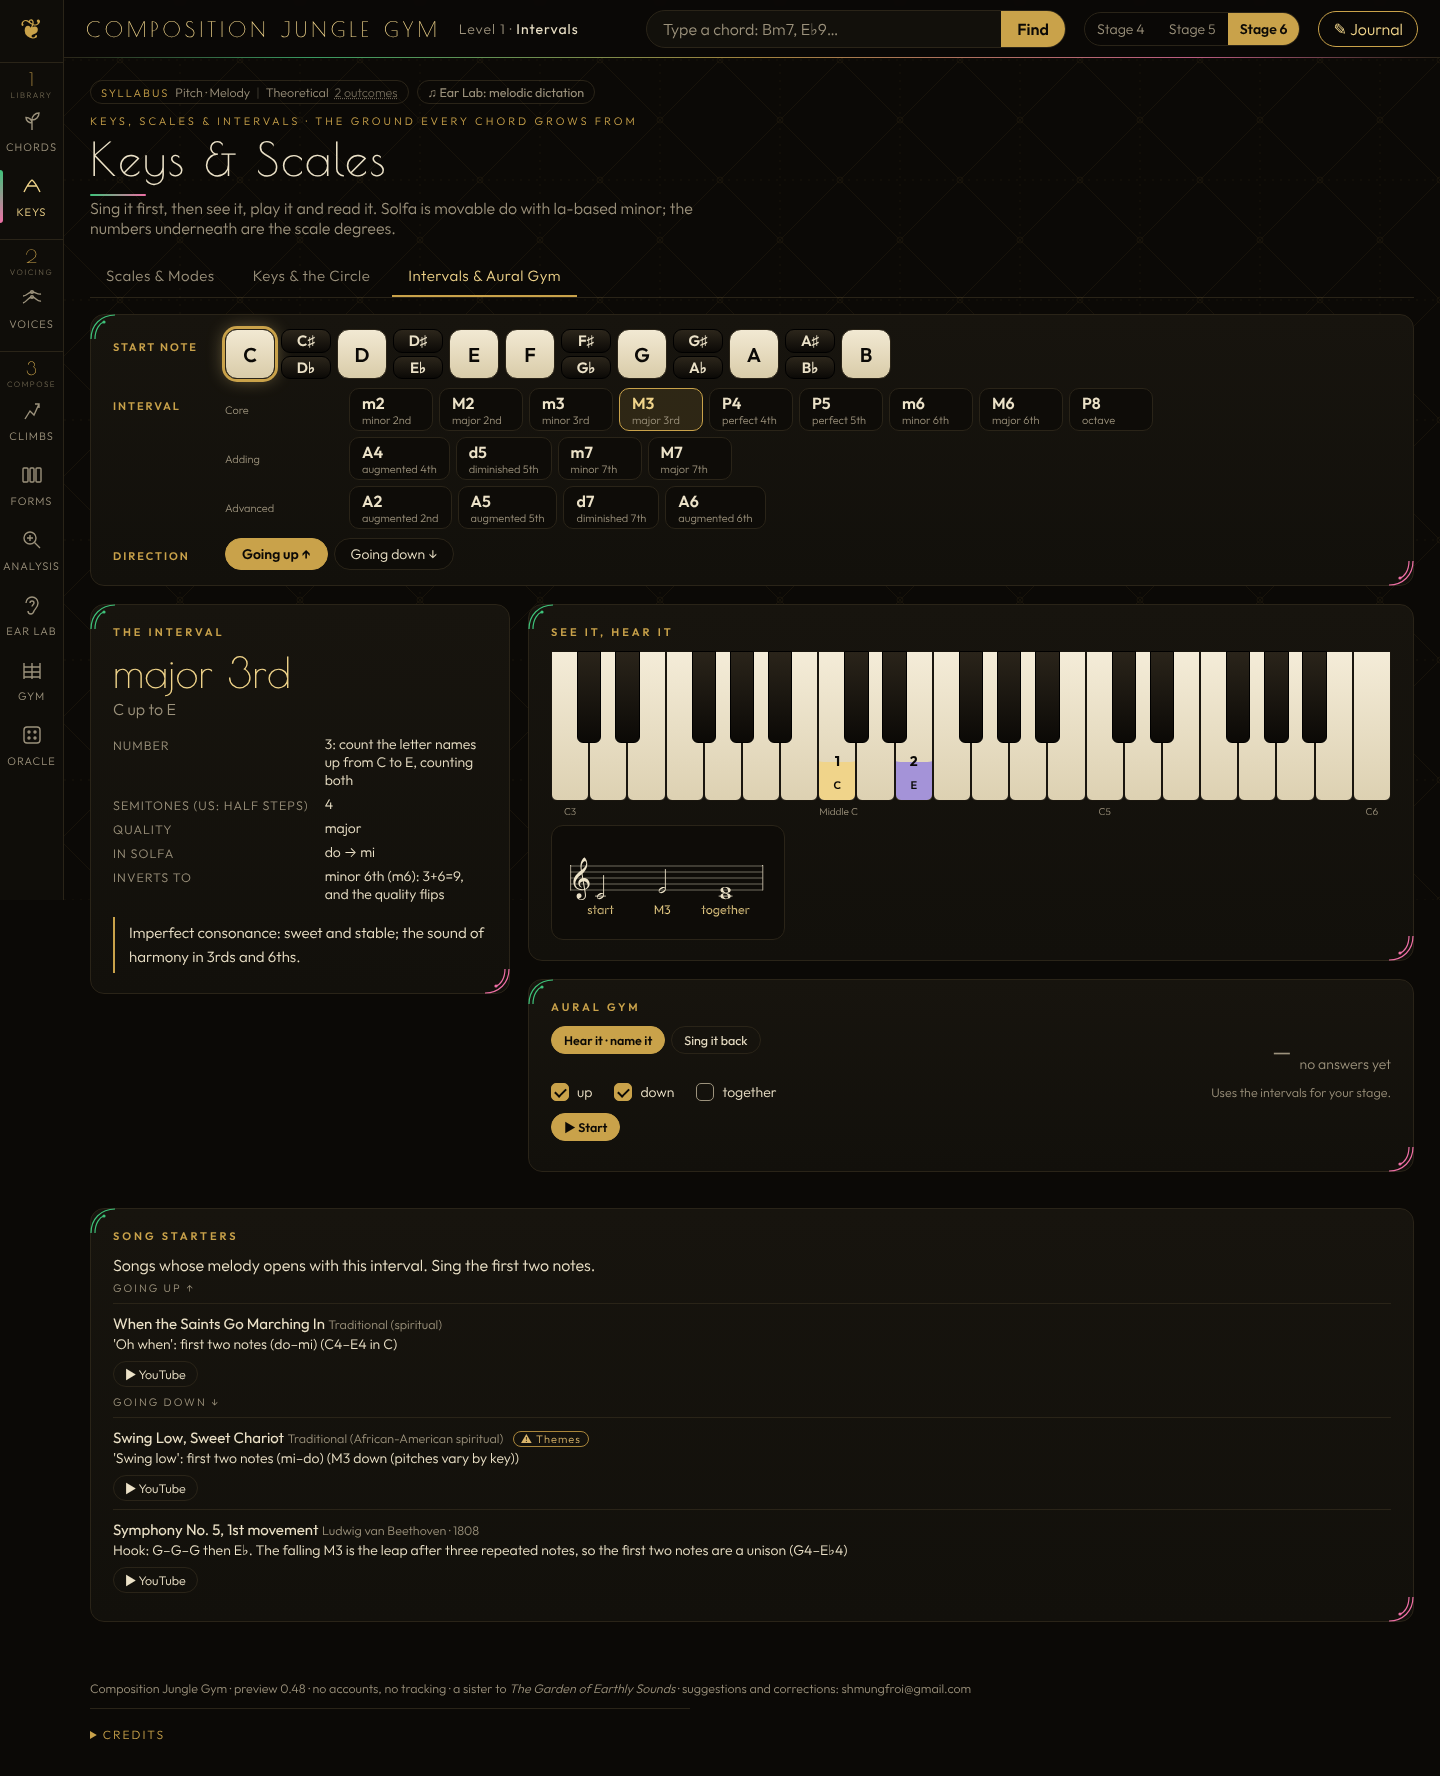 COMPOSITION JUNGLE GYM
Level 1 · Intervals
Type a chord: Bm7, E♭9...
Find
Stage 4 Stage 5 Stage 6
✎ Journal
1
LIBRARY
CHORDS
KEYS
2
VOICING
VOICES
3
COMPOSE
CLIMBS
FORMS
ANALYSIS
EAR LAB
GYM
ORACLE
SYLLABUS Pitch · Melody | Theoretical 2 outcomes
♫ Ear Lab: melodic dictation
KEYS, SCALES & INTERVALS · THE GROUND EVERY CHORD GROWS FROM
Keys & Scales
Sing it first, then see it, play it and read it. Solfa is movable do with la-based minor; the
numbers underneath are the scale degrees.
Scales & Modes Keys & the Circle Intervals & Aural Gym
START NOTE
C C♯ D♭ D D♯ E♭ E F F♯ G♭ G G♯ A♭ A A♯ B♭ B
INTERVAL
Core
m2 M2 m3 M3 P4 P5 m6 M6 P8
minor 2nd major 2nd minor 3rd major 3rd perfect 4th perfect 5th minor 6th major 6th octave
Adding
A4 d5 m7 M7
augmented 4th diminished 5th minor 7th major 7th
Advanced
A2 A5 d7 A6
augmented 2nd augmented 5th diminished 7th augmented 6th
DIRECTION
Going up ↑ Going down ↓
THE INTERVAL
major 3rd
C up to E
NUMBER
3: count the letter names
up from C to E, counting
both
SEMITONES (US: HALF STEPS) 4
QUALITY major
IN SOLFA do → mi
INVERTS TO minor 6th (m6): 3+6=9,
and the quality flips
Imperfect consonance: sweet and stable; the sound of
harmony in 3rds and 6ths.
SEE IT, HEAR IT
1 2
C E
C3 Middle C C5 C6
start M3 together
AURAL GYM
Hear it · name it Sing it back
— no answers yet
up down together
Uses the intervals for your stage.
▶ Start
SONG STARTERS
Songs whose melody opens with this interval. Sing the first two notes.
GOING UP ↑
When the Saints Go Marching In Traditional (spiritual)
'Oh when': first two notes (do–mi) (C4–E4 in C)
▶ YouTube
GOING DOWN ↓
Swing Low, Sweet Chariot Traditional (African-American spiritual) ⚠ Themes
'Swing low': first two notes (mi–do) (M3 down (pitches vary by key))
▶ YouTube
Symphony No. 5, 1st movement Ludwig van Beethoven · 1808
Hook: G–G–G then E♭. The falling M3 is the leap after three repeated notes, so the first two notes are a unison (G4–E♭4)
▶ YouTube
Composition Jungle Gym · preview 0.48 · no accounts, no tracking · a sister to The Garden of Earthly Sounds · suggestions and corrections: shmungfroi@gmail.com
▶ CREDITS